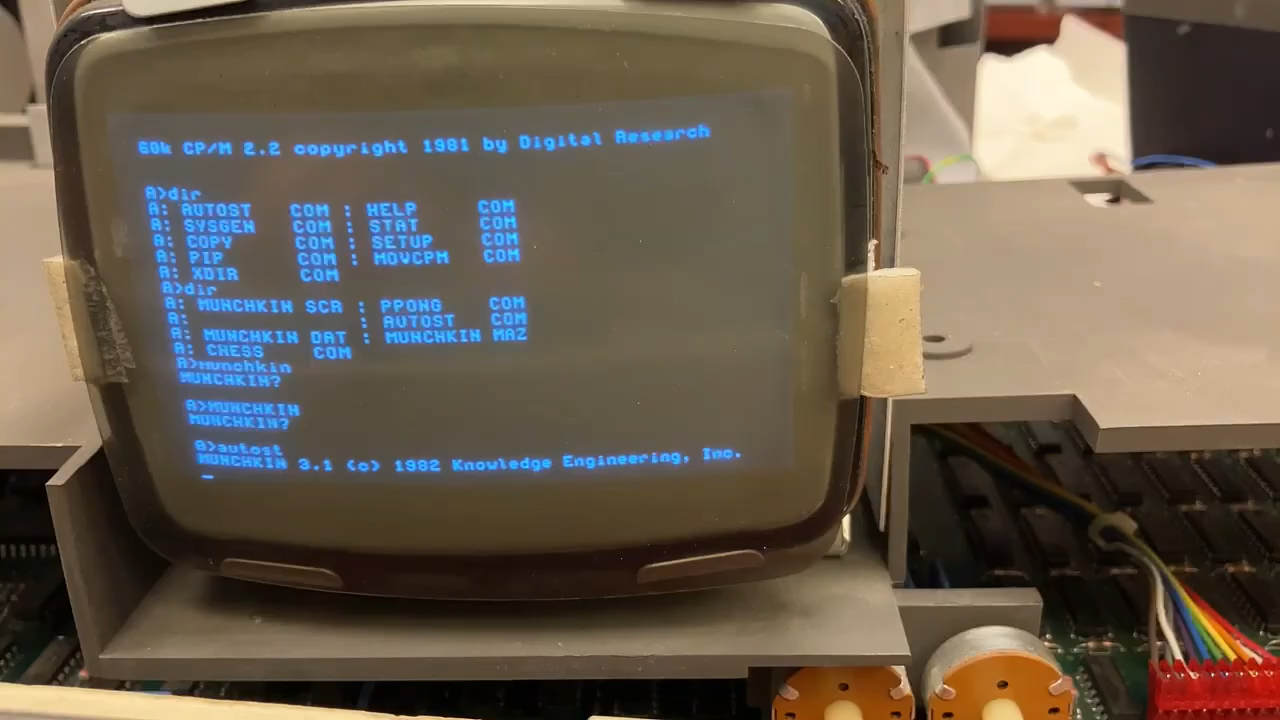 60k CP/M 2.2 copyright 1981 by Digital Research
A>dir
A: AUTOST COM : HELP COM
A: SYSGEN COM : STAT COM
A: COPY COM : SETUP COM
A: PIP COM : MOVCPM COM
A: XDIR COM
A>dir
A: MUNCHKIN SCR : PPONG COM
A: : AUTOST COM
A: MUNCHKIN DAT : MUNCHKIN MAZ
A: CHESS COM
A>munchkin
MUNCHKIN?
A>MUNCHKIN
MUNCHKIN?
A>autost
MUNCHKIN 3.1 (c) 1982 Knowledge Engineering, Inc.